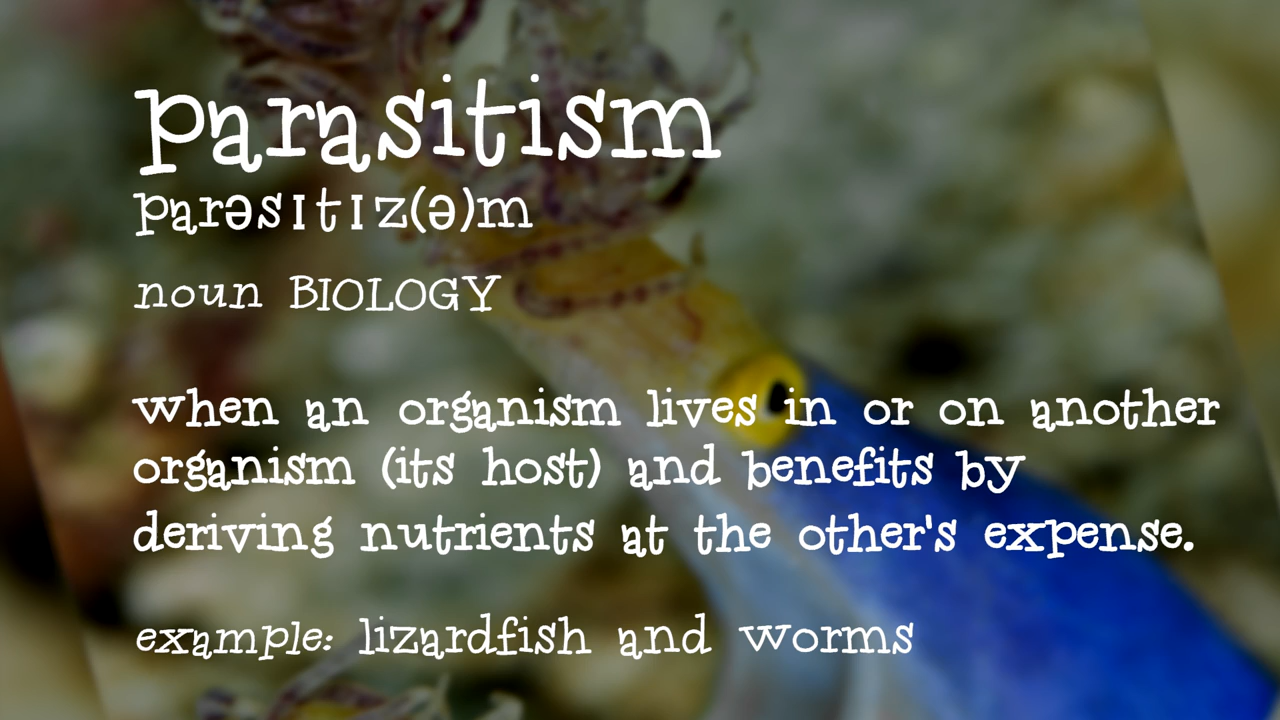 parasitism
parəsɪtɪz(ə)m
noun BIOLOGY
when an organism lives in or on another
organism (its host) and benefits by
deriving nutrients at the other's expense.
example: lizardfish and worms